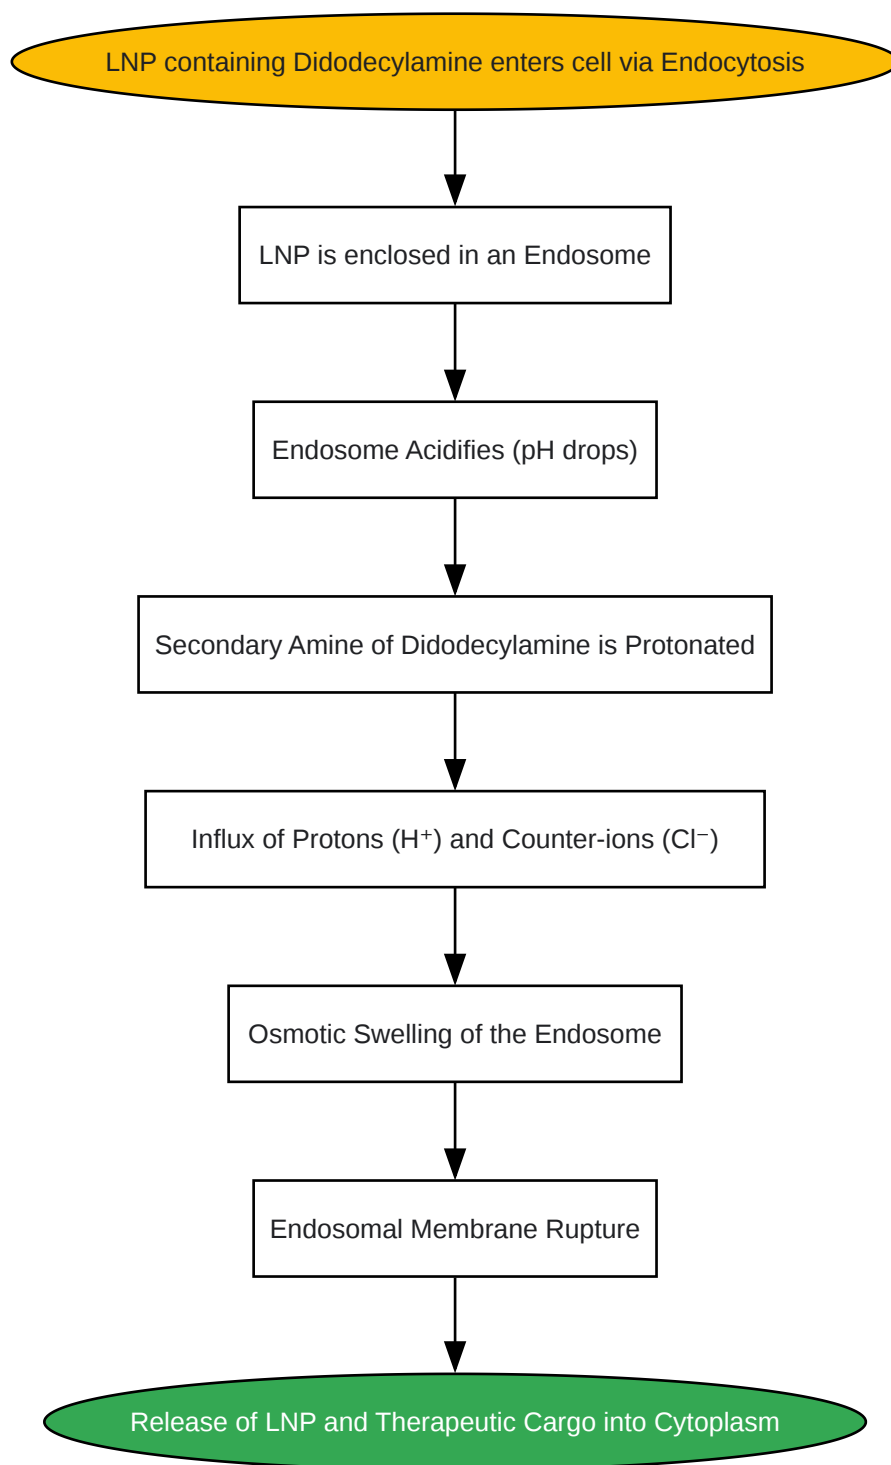 LNP containing Didodecylamine enters cell via Endocytosis
LNP is enclosed in an Endosome
Endosome Acidifies (pH drops)
Secondary Amine of Didodecylamine is Protonated
Influx of Protons (H⁺) and Counter-ions (Cl⁻)
Osmotic Swelling of the Endosome
Endosomal Membrane Rupture
Release of LNP and Therapeutic Cargo into Cytoplasm